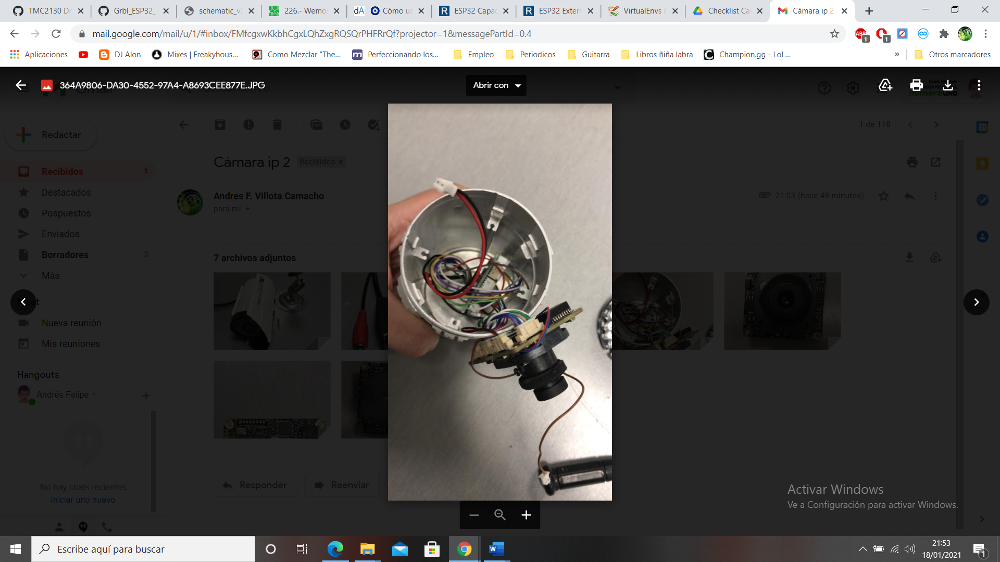 TMC2130 Dr
Grbl_ESP32_
schematic_v2
226.- Wemo
dA
Cómo us
ESP32 Capac
ESP32 Extern
VirtualEnvs (
Checklist Ca
Cámara ip 2
mail.google.com/mail/u/1/#inbox/FMfcgxwKkbhCgxLQhZxgRQSQrPHFRrQf?projector=1&messagePartId=0.4
Aplicaciones
DJ Alon
Mixes | Freakyhous...
Como Mezclar "The...
Perfeccionando los...
Empleo
Periodicos
Guitarra
Libros ñiña labra
Champion.gg - LoL...
»
Otros marcadores
364A9806-DA30-4552-97A4-A8693CEE877E.JPG
Abrir con
Redactar
1 de 118
Cámara ip 2
Recibidos
Recibidos 1
Destacados
Andres F. Villota Camacho
para mí
21:03 (hace 49 minutos)
Pospuestos
Enviados
Borradores 3
7 archivos adjuntos
Más
Nueva reunión
Mis reuniones
Hangouts
Andrés Felipe
No hay chats recientes
Iniciar uno nuevo
Responder
Reenviar
Activar Windows
Ve a Configuración para activar Windows.
Escribe aquí para buscar
21:53
18/01/2021
1